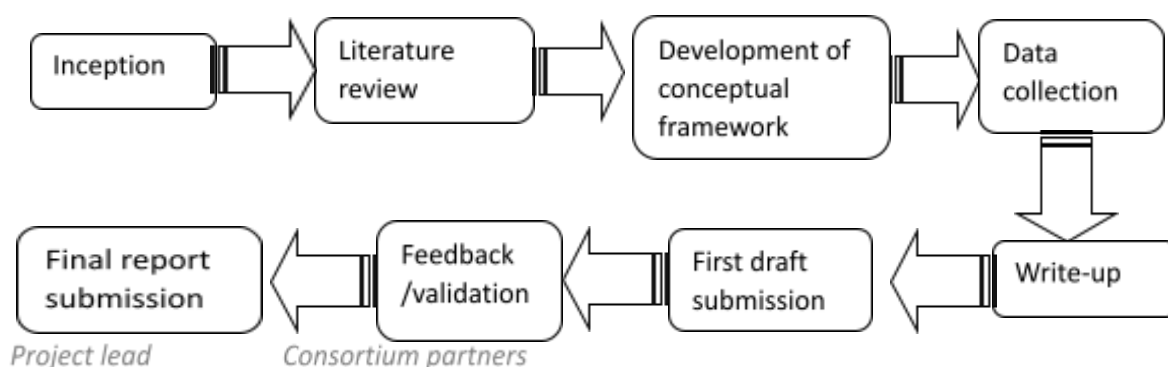 Inception
Literature
review
Development of
conceptual
framework
Data
collection
Write-up
First draft
submission
Feedback
/validation
Final report
submission
Project lead
Consortium partners